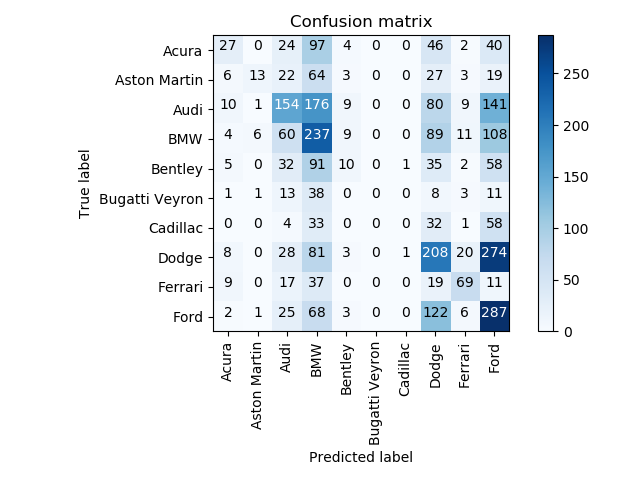 Confusion matrix
True label
Acura 27 0 24 97 4 0 0 46 2 40
Aston Martin 6 13 22 64 3 0 0 27 3 19
Audi 10 1 154 176 9 0 0 80 9 141
BMW 4 6 60 237 9 0 0 89 11 108
Bentley 5 0 32 91 10 0 1 35 2 58
Bugatti Veyron 1 1 13 38 0 0 0 8 3 11
Cadillac 0 0 4 33 0 0 0 32 1 58
Dodge 8 0 28 81 3 0 1 208 20 274
Ferrari 9 0 17 37 0 0 0 19 69 11
Ford 2 1 25 68 3 0 0 122 6 287
Acura Aston Martin Audi BMW Bentley Bugatti Veyron Cadillac Dodge Ferrari Ford
Predicted label
250
200
150
100
50
0